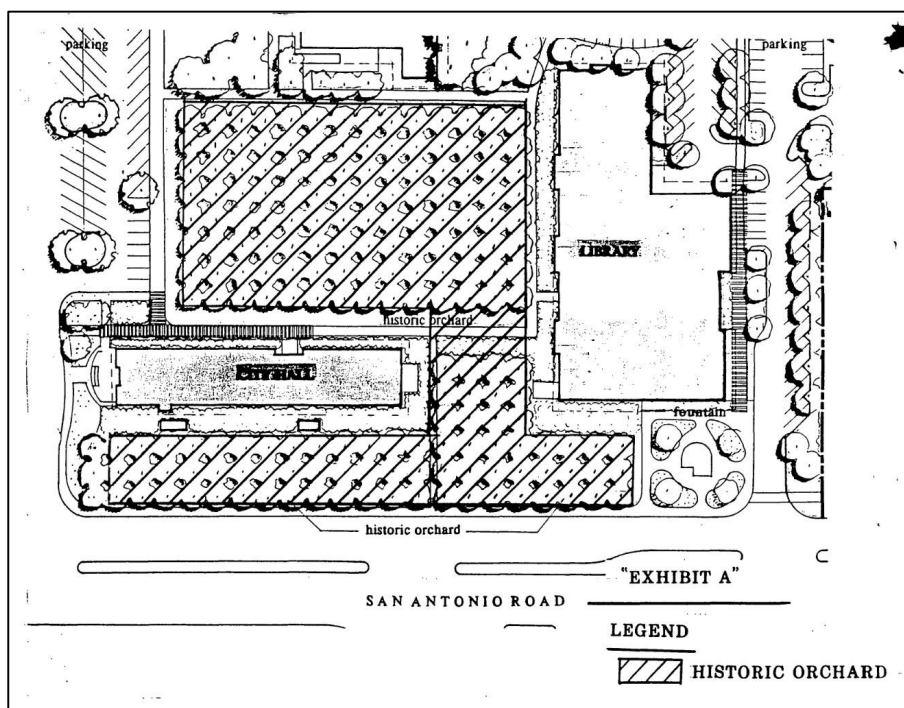 parking
parking
LIBRARY
historic orchard
CITY HALL
fountain
historic orchard
"EXHIBIT A"
SAN ANTONIO ROAD
LEGEND
HISTORIC ORCHARD